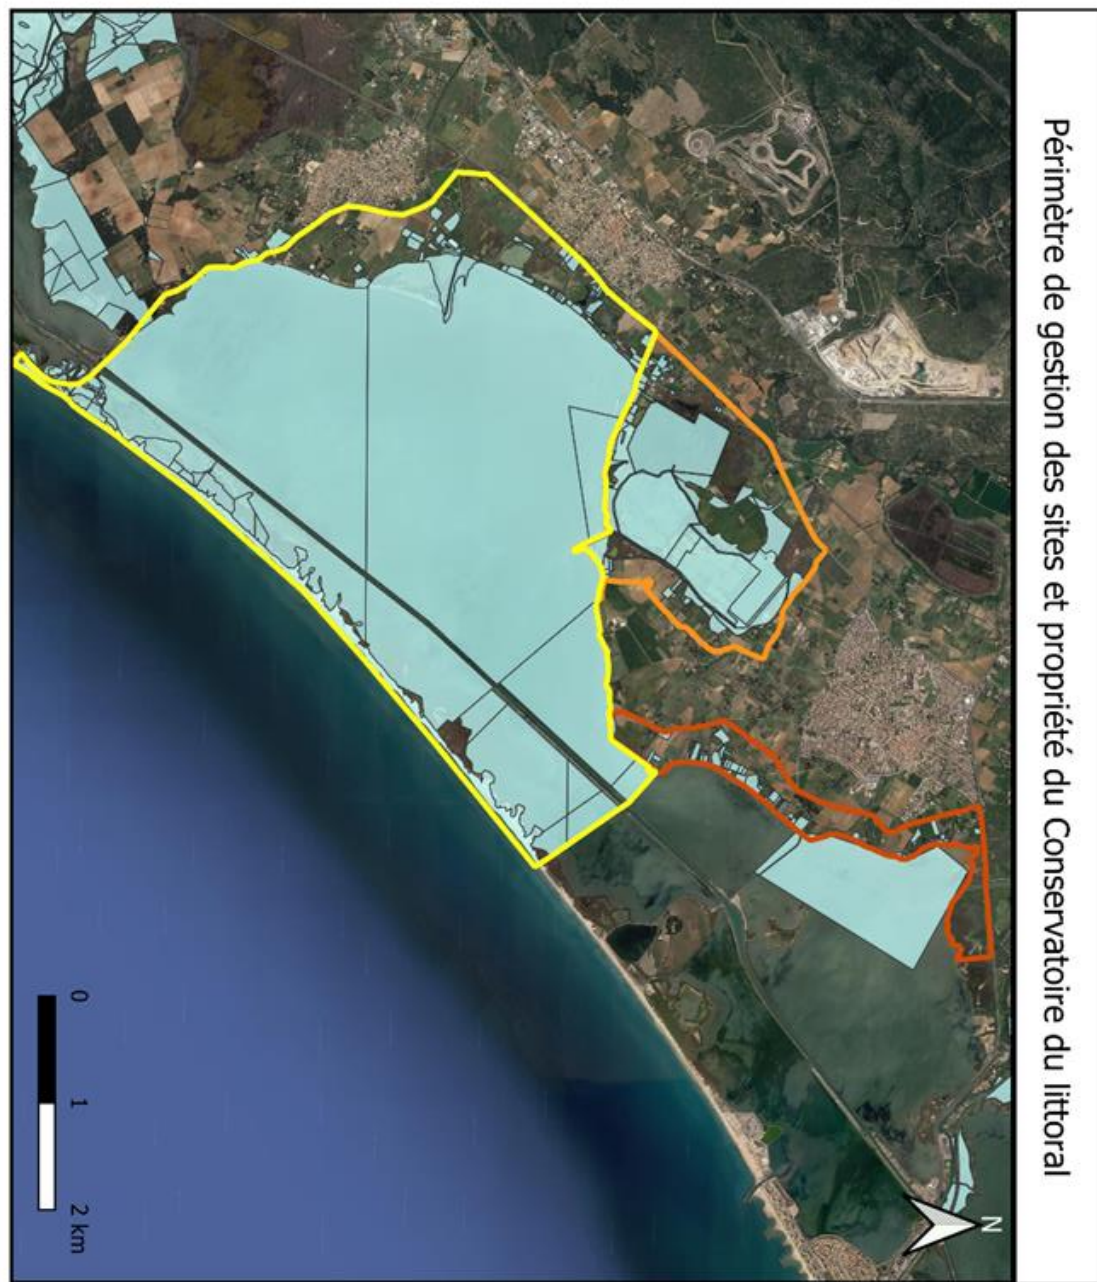 Périmètre de gestion des sites et propriété du Conservatoire du littoral
N
0 1 2 km